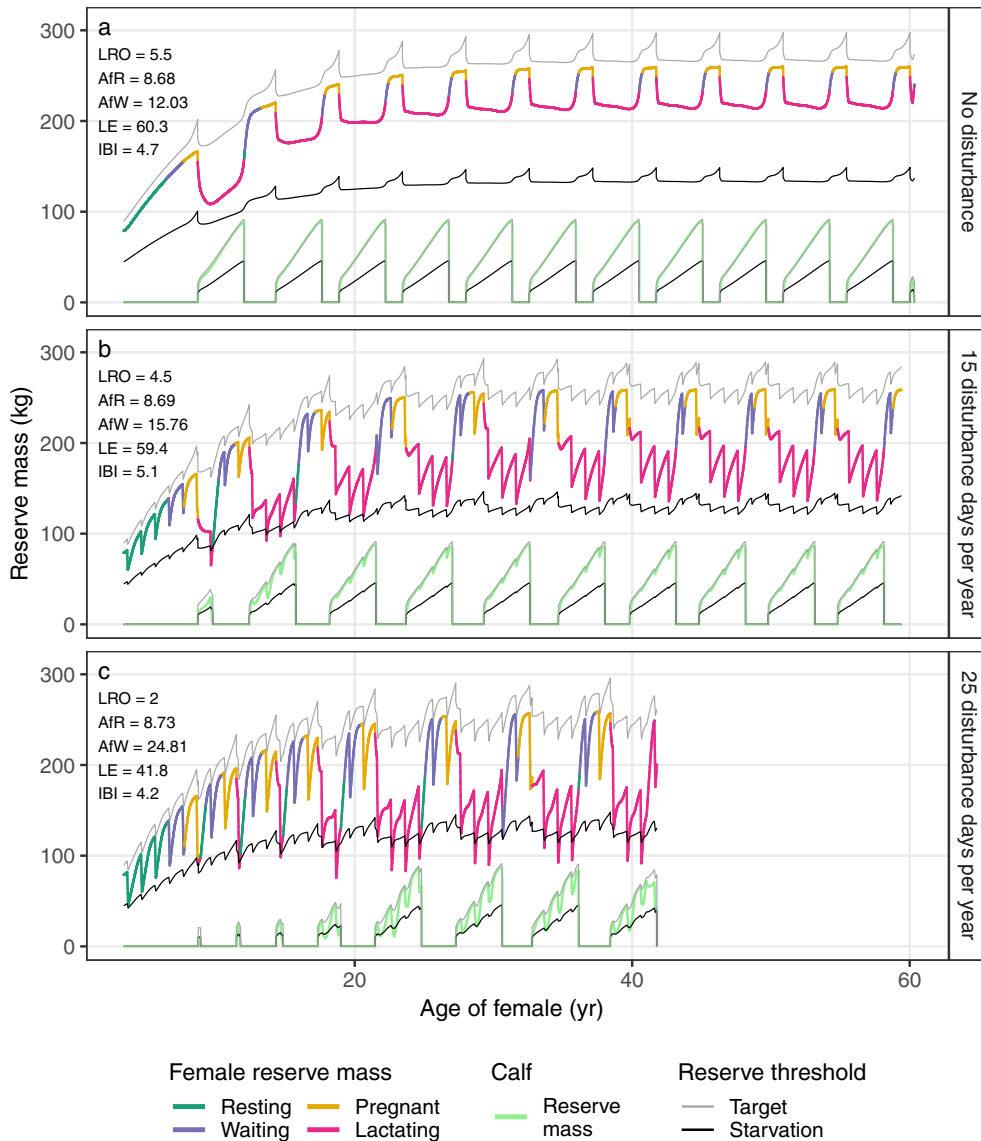 a
LRO = 5.5
AfR = 8.68
AfW = 12.03
LE = 60.3
IBI = 4.7
300
200
100
0
No disturbance
b
LRO = 4.5
AfR = 8.69
AfW = 15.76
LE = 59.4
IBI = 5.1
300
200
100
0
15 disturbance days per year
Reserve mass (kg)
c
LRO = 2
AfR = 8.73
AfW = 24.81
LE = 41.8
IBI = 4.2
300
200
100
0
25 disturbance days per year
20 40 60
Age of female (yr)
Female reserve mass Calf Reserve threshold
Resting Pregnant Reserve Target
Waiting Lactating mass Starvation